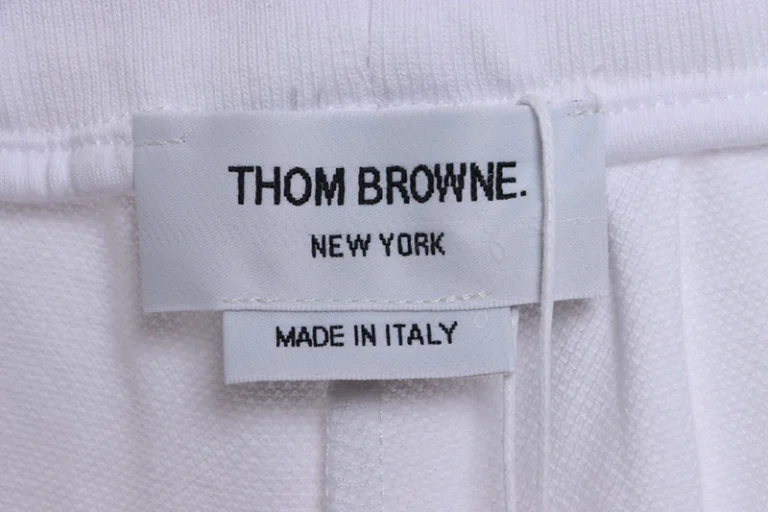 THOM BROWNE.
NEW YORK
MADE IN ITALY